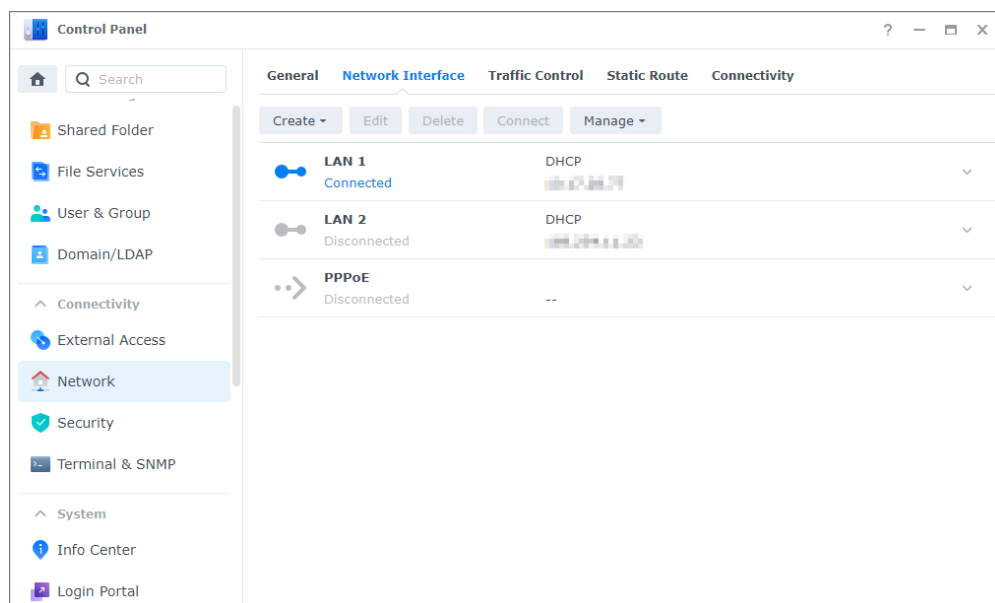 Control Panel
?
Search
Shared Folder
File Services
User & Group
Domain/LDAP
Connectivity
External Access
Network
Security
Terminal & SNMP
System
Info Center
Login Portal
General Network Interface Traffic Control Static Route Connectivity
Create Edit Delete Connect Manage
LAN 1 DHCP
Connected
LAN 2 DHCP
Disconnected
PPPoE
Disconnected --